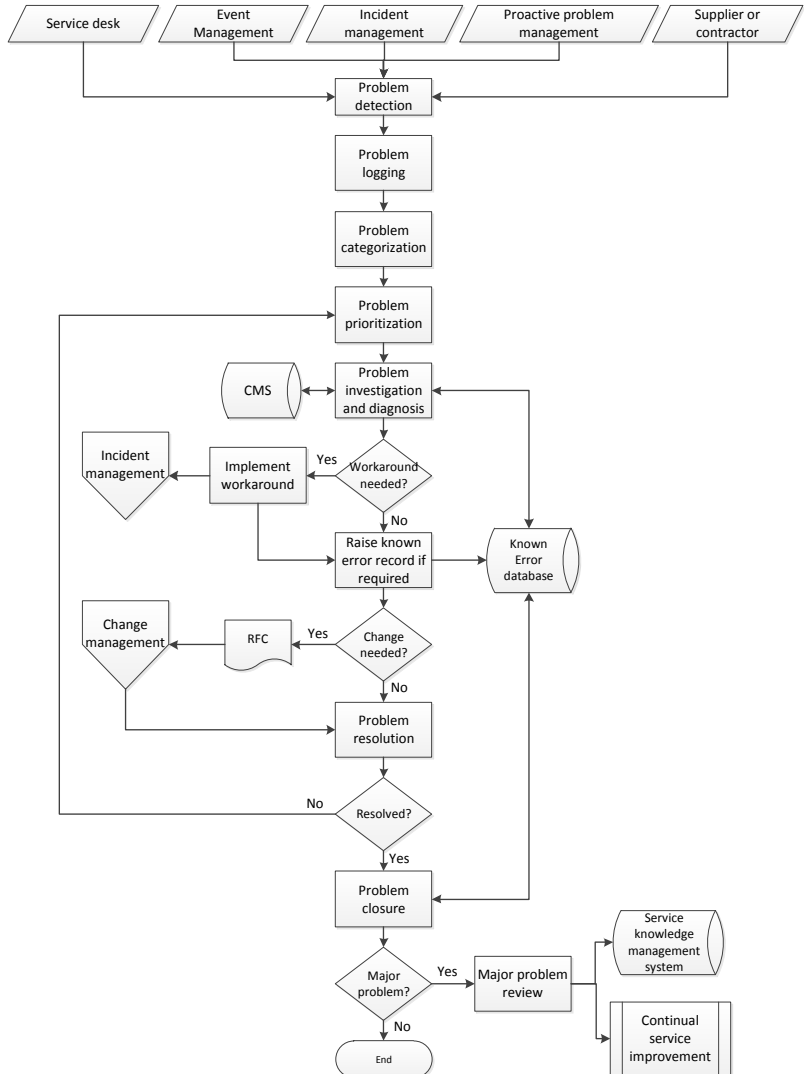 Service desk
Event
Management
Incident
management
Proactive problem
management
Supplier or
contractor
Problem
detection
Problem
logging
Problem
categorization
Problem
prioritization
CMS
Problem
investigation
and diagnosis
Incident
management
Implement
workaround
Yes
Workaround
needed?
No
Raise known
error record if
required
Known
Error
database
Change
management
RFC
Yes
Change
needed?
No
Problem
resolution
No
Resolved?
Yes
Problem
closure
Major
problem?
Yes
Major problem
review
Service
knowledge
management
system
No
End
Continual
service
improvement